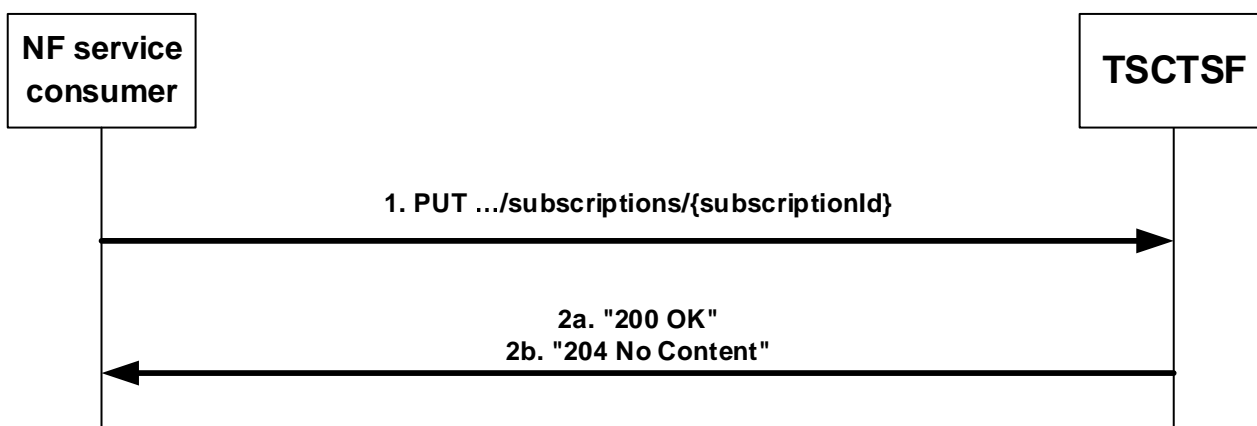 NF service
consumer
TSCTSF
1. PUT .../subscriptions/{subscriptionId}
2a. "200 OK"
2b. "204 No Content"